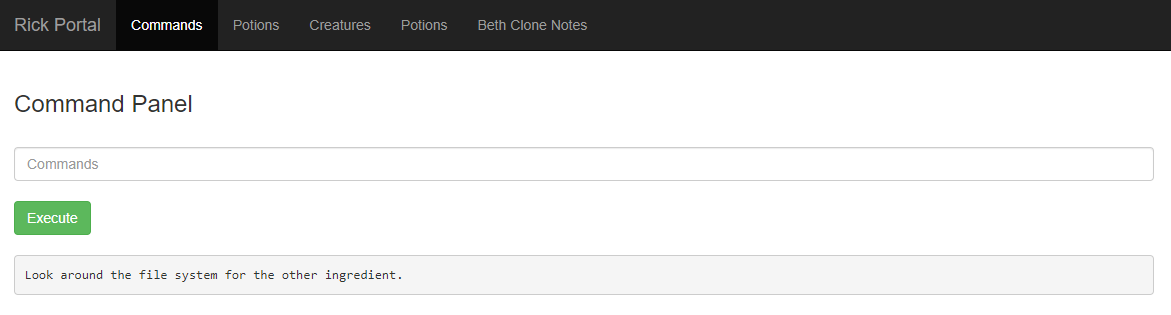 Rick Portal Commands Potions Creatures Potions Beth Clone Notes
Command Panel
Commands
Execute
Look around the file system for the other ingredient.